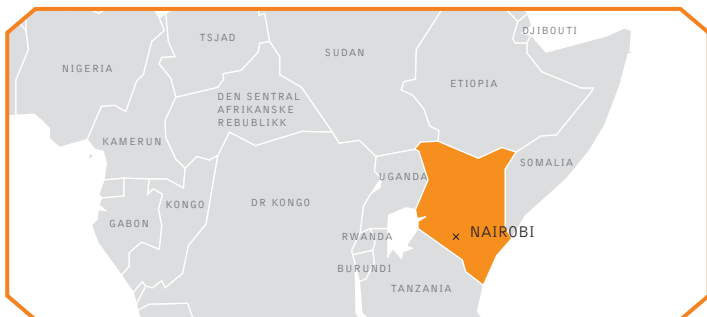 DJIBOUTI
TSJAD
SUDAN
NIGERIA
ETIOPIA
DEN SENTRAL
AFRIKANSKE
REBUBLIKK
KAMERUN
SOMALIA
UGANDA
DR KONGO
KONGO
GABON
NAIROBI
RWANDA
BURUNDI
TANZANIA